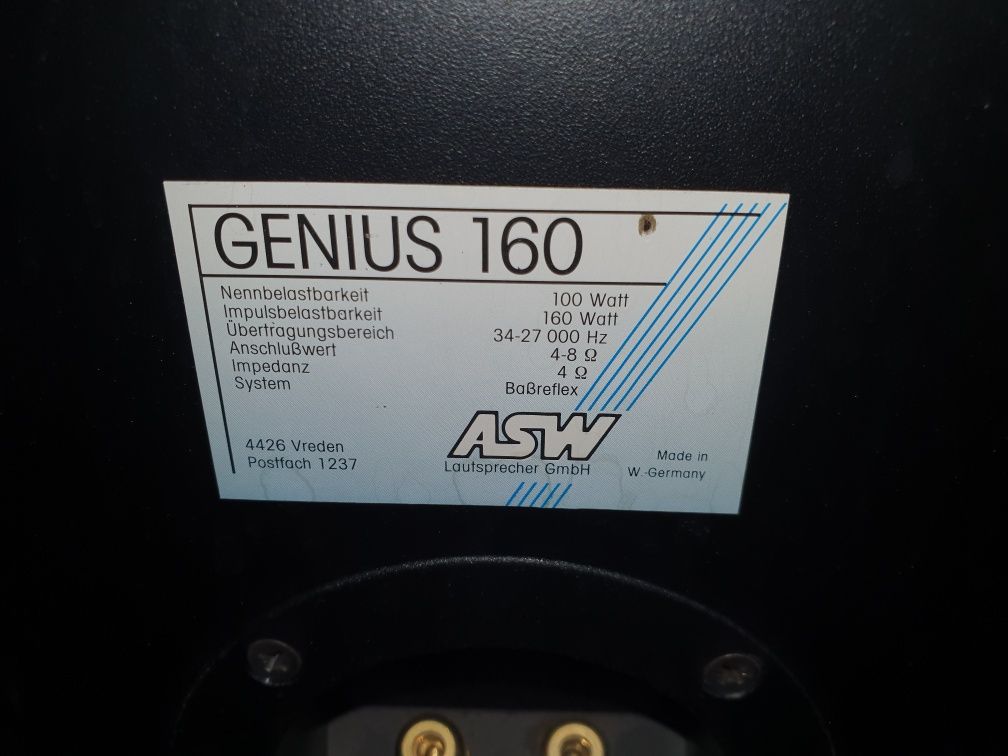 GENIUS 160
Nennbelastbarkeit 100 Watt
Impulsbelastbarkeit 160 Watt
Übertragungsbereich 34-27 000 Hz
Anschlußwert 4-8 Ω
Impedanz 4 Ω
System Baßreflex
ASW
4426 Vreden
Postfach 1237
Lautsprecher GmbH
Made in
W.-Germany